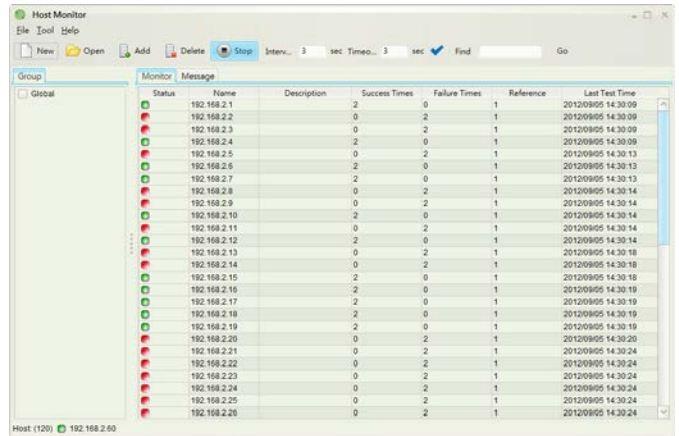 Host Monitor
File Tool Help
New Open Add Delete Stop Interv... 3 sec Timeo... 3 sec Find Go
Group Monitor Message
Global Status Name Description Success Times Failure Times Reference Last Test Time
192.168.2.1 2 0 1 2012/09/05 14:30:09
192.168.2.2 0 2 1 2012/09/05 14:30:09
192.168.2.3 0 2 1 2012/09/05 14:30:09
192.168.2.4 2 0 1 2012/09/05 14:30:09
192.168.2.5 0 2 1 2012/09/05 14:30:13
192.168.2.6 2 0 1 2012/09/05 14:30:13
192.168.2.7 2 0 1 2012/09/05 14:30:13
192.168.2.8 0 2 1 2012/09/05 14:30:14
192.168.2.9 0 2 1 2012/09/05 14:30:14
192.168.2.10 2 0 1 2012/09/05 14:30:14
192.168.2.11 0 2 1 2012/09/05 14:30:14
192.168.2.12 2 0 1 2012/09/05 14:30:14
192.168.2.13 0 2 1 2012/09/05 14:30:18
192.168.2.14 0 2 1 2012/09/05 14:30:18
192.168.2.15 2 0 1 2012/09/05 14:30:18
192.168.2.16 2 0 1 2012/09/05 14:30:19
192.168.2.17 2 0 1 2012/09/05 14:30:19
192.168.2.18 2 0 1 2012/09/05 14:30:19
192.168.2.19 2 0 1 2012/09/05 14:30:19
192.168.2.20 0 2 1 2012/09/05 14:30:20
192.168.2.21 0 2 1 2012/09/05 14:30:24
192.168.2.22 0 2 1 2012/09/05 14:30:24
192.168.2.23 0 2 1 2012/09/05 14:30:24
192.168.2.24 0 2 1 2012/09/05 14:30:24
192.168.2.25 0 2 1 2012/09/05 14:30:24
192.168.2.26 0 2 1 2012/09/05 14:30:24
Host: (120) 192.168.2.60